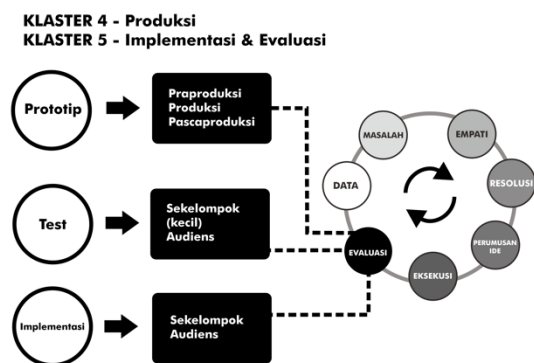 KLASTER 4 - Produksi
KLASTER 5 - Implementasi & Evaluasi
Prototip
Praproduksi
Produksi
Pascaproduksi
Test
Sekelompok
(kecil)
Audiens
Implementasi
Sekelompok
Audiens
MASALAH
EMPATI
DATA
RESOLUSI
EVALUASI
PERUMUSAN
IDE
EKSEKUSI